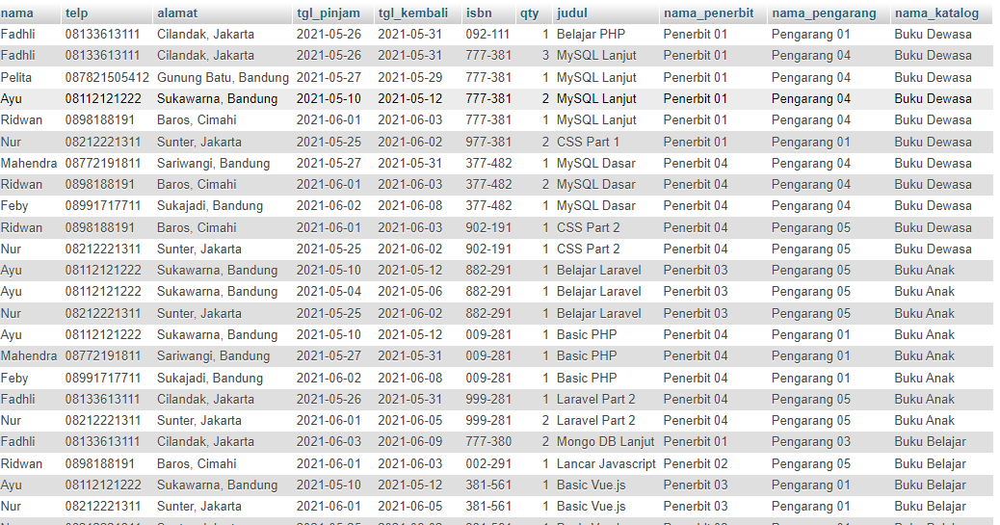 nama telp alamat tgl_pinjam tgl_kembali isbn qty judul nama_penerbit nama_pengarang nama_katalog
Fadhli 08133613111 Cilandak, Jakarta 2021-05-26 2021-05-31 092-111 1 Belajar PHP Penerbit 01 Pengarang 01 Buku Dewasa
Fadhli 08133613111 Cilandak, Jakarta 2021-05-26 2021-05-31 777-381 3 MySQL Lanjut Penerbit 01 Pengarang 04 Buku Dewasa
Pelita 087821505412 Gunung Batu, Bandung 2021-05-27 2021-05-29 777-381 1 MySQL Lanjut Penerbit 01 Pengarang 04 Buku Dewasa
Ayu 08112121222 Sukawarna, Bandung 2021-05-10 2021-05-12 777-381 2 MySQL Lanjut Penerbit 01 Pengarang 04 Buku Dewasa
Ridwan 0898188191 Baros, Cimahi 2021-06-01 2021-06-03 777-381 1 MySQL Lanjut Penerbit 01 Pengarang 04 Buku Dewasa
Nur 08212221311 Sunter, Jakarta 2021-05-25 2021-06-02 977-381 2 CSS Part 1 Penerbit 01 Pengarang 01 Buku Dewasa
Mahendra 08772191811 Sariwangi, Bandung 2021-05-27 2021-05-31 377-482 1 MySQL Dasar Penerbit 04 Pengarang 04 Buku Dewasa
Ridwan 0898188191 Baros, Cimahi 2021-06-01 2021-06-03 377-482 2 MySQL Dasar Penerbit 04 Pengarang 04 Buku Dewasa
Feby 08991717711 Sukajadi, Bandung 2021-06-02 2021-06-08 377-482 1 MySQL Dasar Penerbit 04 Pengarang 04 Buku Dewasa
Ridwan 0898188191 Baros, Cimahi 2021-06-01 2021-06-03 902-191 1 CSS Part 2 Penerbit 04 Pengarang 05 Buku Dewasa
Nur 08212221311 Sunter, Jakarta 2021-05-25 2021-06-02 902-191 1 CSS Part 2 Penerbit 04 Pengarang 05 Buku Dewasa
Ayu 08112121222 Sukawarna, Bandung 2021-05-10 2021-05-12 882-291 1 Belajar Laravel Penerbit 03 Pengarang 05 Buku Anak
Ayu 08112121222 Sukawarna, Bandung 2021-05-04 2021-05-06 882-291 1 Belajar Laravel Penerbit 03 Pengarang 05 Buku Anak
Nur 08212221311 Sunter, Jakarta 2021-05-25 2021-06-02 882-291 1 Belajar Laravel Penerbit 03 Pengarang 05 Buku Anak
Ayu 08112121222 Sukawarna, Bandung 2021-05-10 2021-05-12 009-281 1 Basic PHP Penerbit 04 Pengarang 01 Buku Anak
Mahendra 08772191811 Sariwangi, Bandung 2021-05-27 2021-05-31 009-281 1 Basic PHP Penerbit 04 Pengarang 01 Buku Anak
Feby 08991717711 Sukajadi, Bandung 2021-06-02 2021-06-08 009-281 1 Basic PHP Penerbit 04 Pengarang 01 Buku Anak
Fadhli 08133613111 Cilandak, Jakarta 2021-05-26 2021-05-31 999-281 1 Laravel Part 2 Penerbit 04 Pengarang 05 Buku Anak
Nur 08212221311 Sunter, Jakarta 2021-06-01 2021-06-05 999-281 2 Laravel Part 2 Penerbit 04 Pengarang 05 Buku Anak
Fadhli 08133613111 Cilandak, Jakarta 2021-06-03 2021-06-09 777-380 2 Mongo DB Lanjut Penerbit 01 Pengarang 03 Buku Belajar
Ridwan 0898188191 Baros, Cimahi 2021-06-01 2021-06-03 002-291 1 Lancar Javascript Penerbit 02 Pengarang 05 Buku Belajar
Ayu 08112121222 Sukawarna, Bandung 2021-05-10 2021-05-12 381-561 1 Basic Vue.js Penerbit 03 Pengarang 01 Buku Belajar
Nur 08212221311 Sunter, Jakarta 2021-06-01 2021-06-05 381-561 1 Basic Vue.js Penerbit 03 Pengarang 01 Buku Belajar